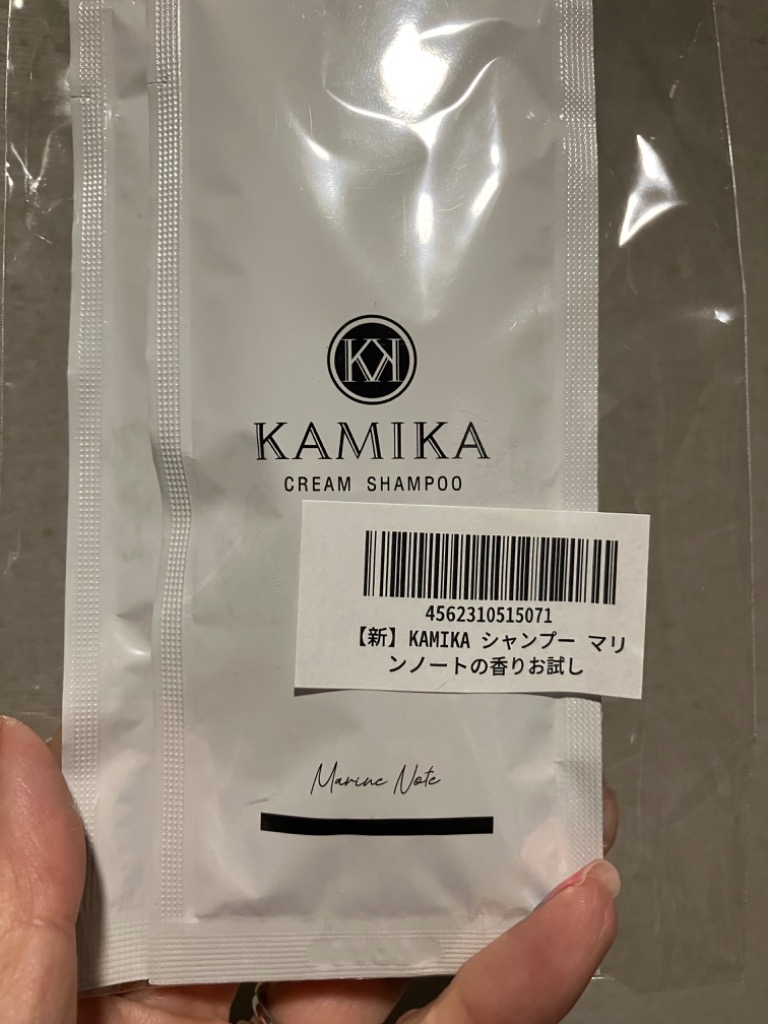 KK
KAMIKA
CREAM SHAMPOO
4562310515071
【新】KAMIKA シャンプー マリ
ンノートの香りお試し
Marine Note